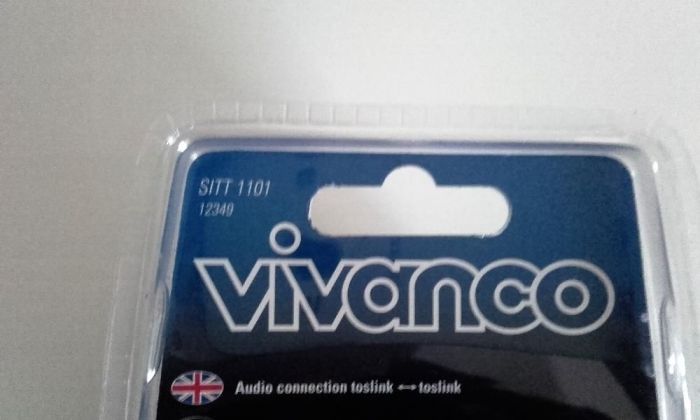 SITT 1101
12349
vivanco
Audio connection toslink ↔ toslink